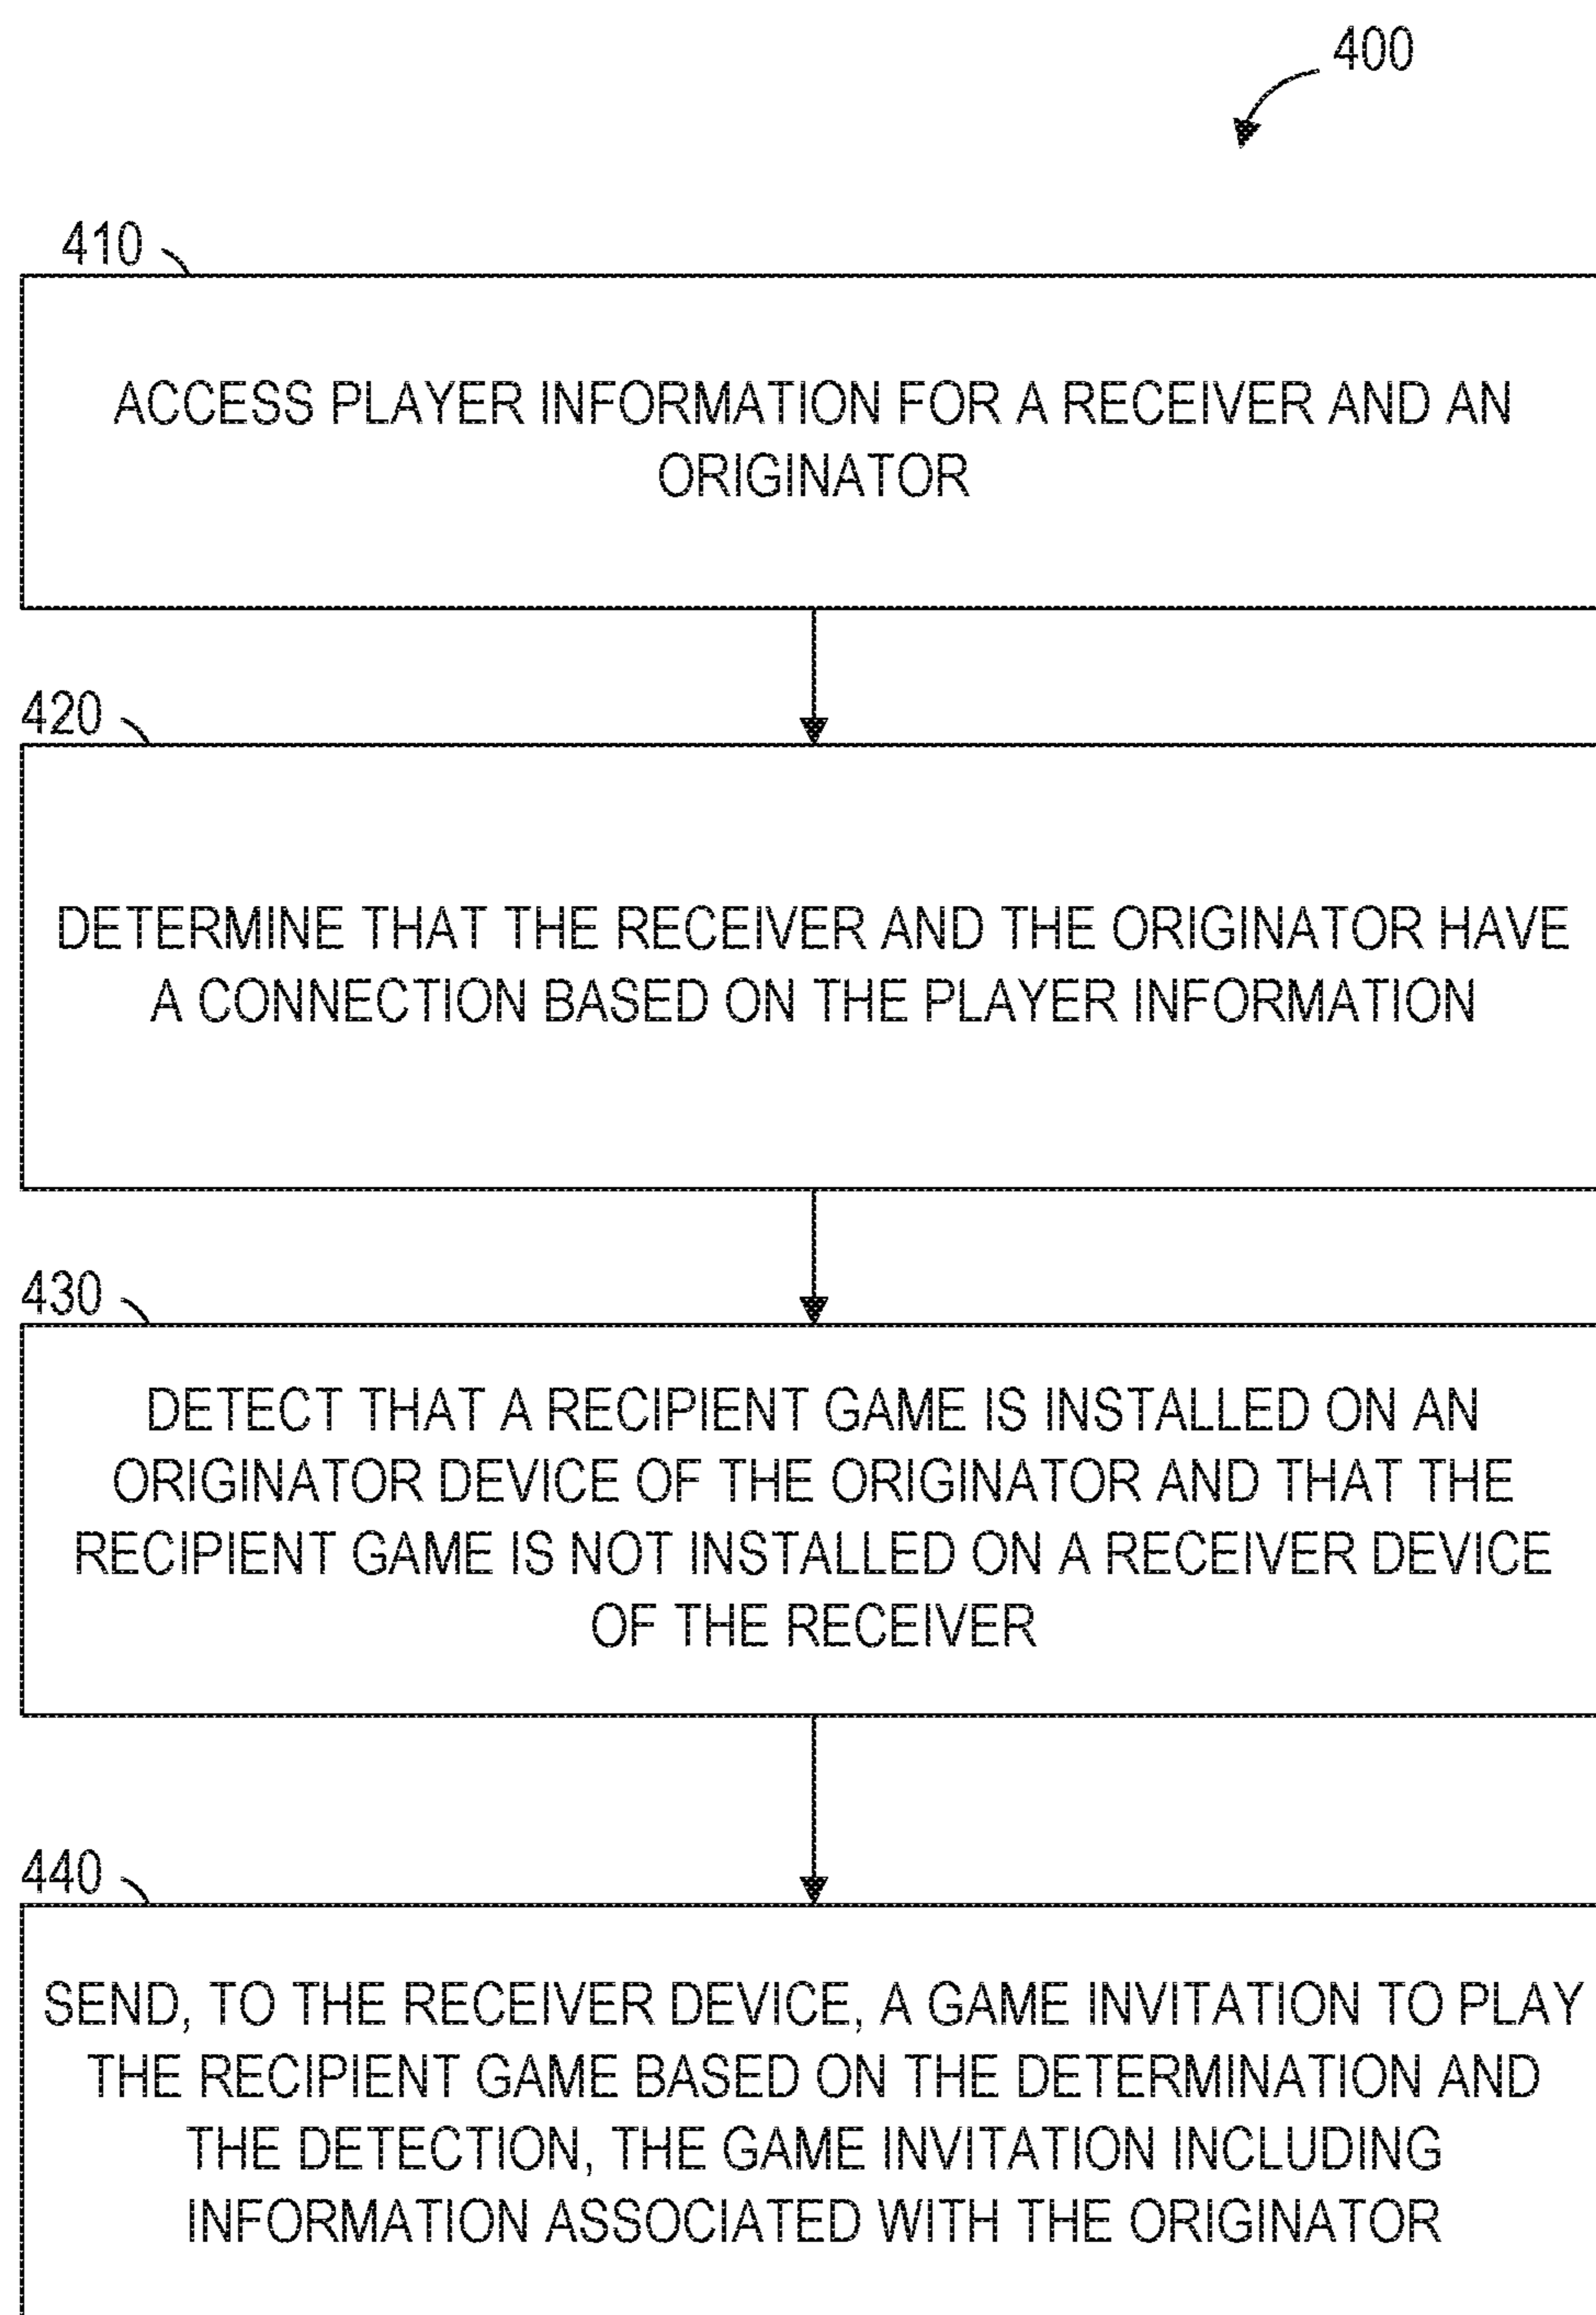 400
410
ACCESS PLAYER INFORMATION FOR A RECEIVER AND AN
ORIGINATOR
420
DETERMINE THAT THE RECEIVER AND THE ORIGINATOR HAVE
A CONNECTION BASED ON THE PLAYER INFORMATION
430
DETECT THAT A RECIPIENT GAME IS INSTALLED ON AN
ORIGINATOR DEVICE OF THE ORIGINATOR AND THAT THE
RECIPIENT GAME IS NOT INSTALLED ON A RECEIVER DEVICE
OF THE RECEIVER
440
SEND, TO THE RECEIVER DEVICE, A GAME INVITATION TO PLAY
THE RECIPIENT GAME BASED ON THE DETERMINATION AND
THE DETECTION, THE GAME INVITATION INCLUDING
INFORMATION ASSOCIATED WITH THE ORIGINATOR